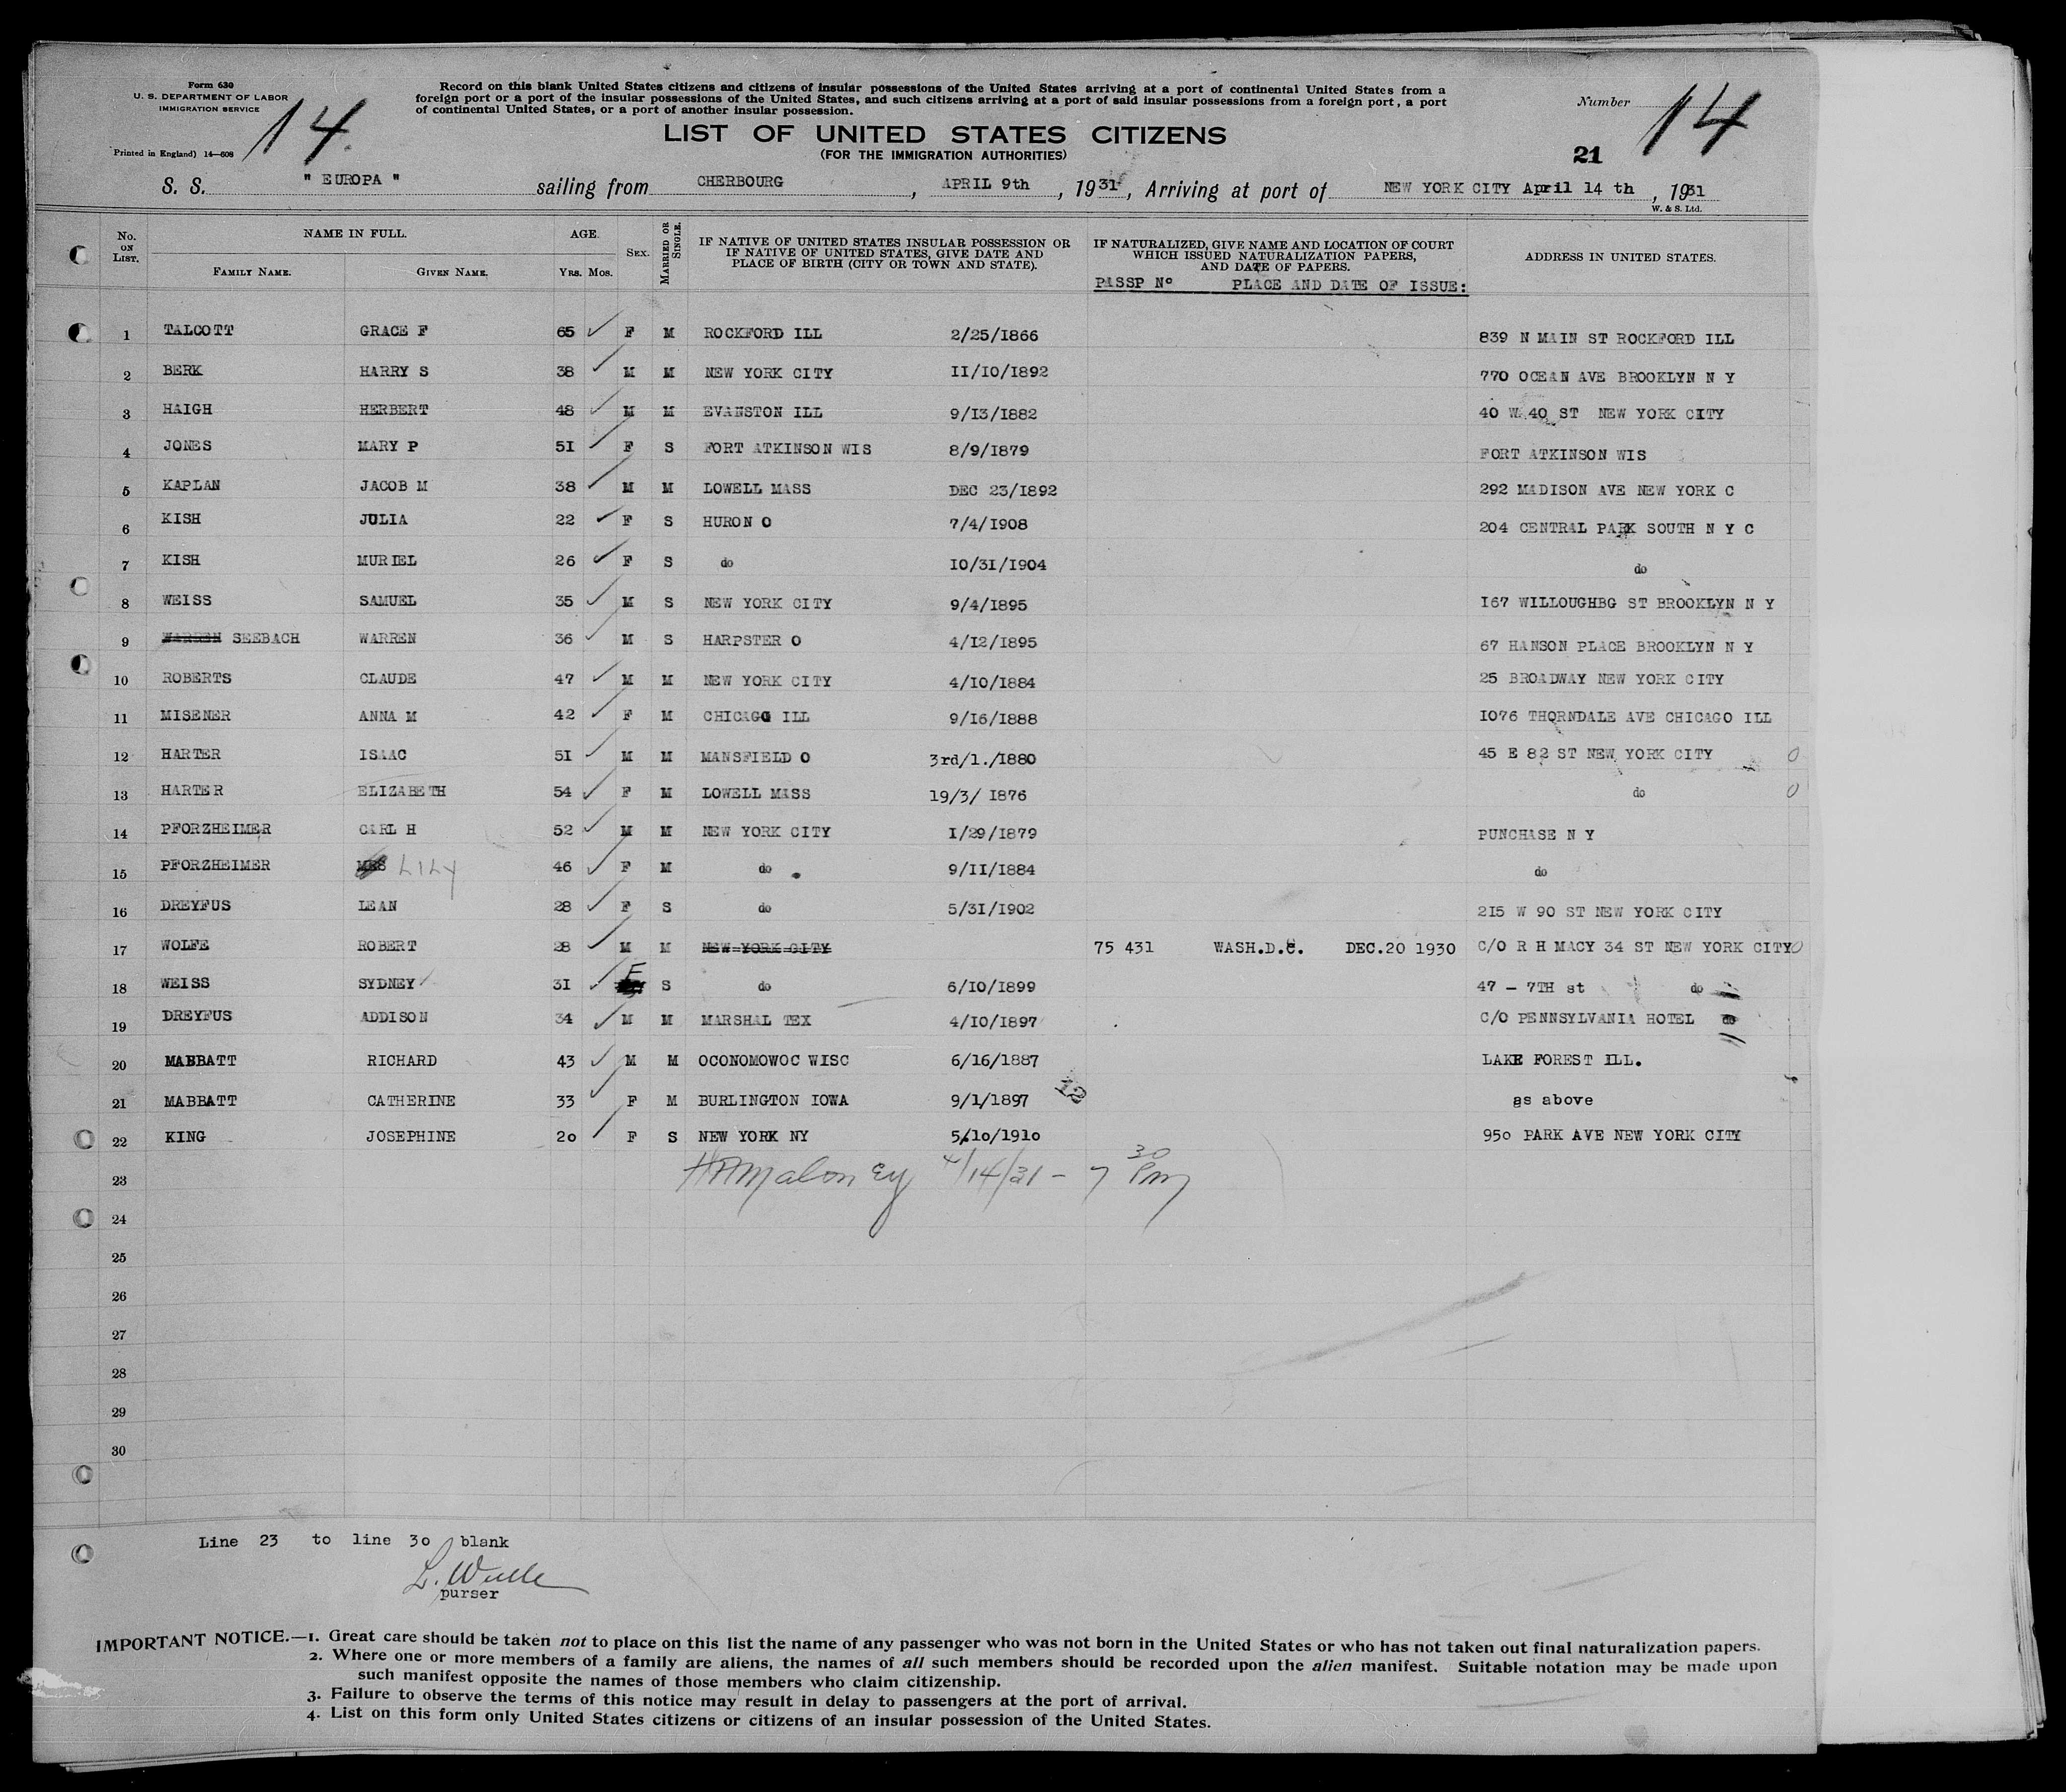 Form 630
U. S. DEPARTMENT OF LABOR
IMMIGRATION SERVICE
Printed in England) 14—608
14
Record on this blank United States citizens and citizens of insular possessions of the United States arriving at a port of continental United States from a
foreign port or a port of the insular possessions of the United States, and such citizens arriving at a port of said insular possessions from a foreign port, a port
of continental United States, or a port of another insular possession.
LIST OF UNITED STATES CITIZENS
(FOR THE IMMIGRATION AUTHORITIES)
Number 14
21
S. S. " EUROPA " sailing from CHERBOURG , APRIL 9th , 1931 , Arriving at port of NEW YORK CITY April 14 th , 1931
W. & S. Ltd.
No. ON LIST. NAME IN FULL. FAMILY NAME. GIVEN NAME. AGE. YRS. MOS. SEX. MARRIED OR SINGLE. IF NATIVE OF UNITED STATES INSULAR POSSESSION OR IF NATIVE OF UNITED STATES, GIVE DATE AND PLACE OF BIRTH (CITY OR TOWN AND STATE). IF NATURALIZED, GIVE NAME AND LOCATION OF COURT WHICH ISSUED NATURALIZATION PAPERS, AND DATE OF PAPERS. ADDRESS IN UNITED STATES.
PASSP Nº PLACE AND DATE OF ISSUE:
1 TALCOTT GRACE F 65 F M ROCKFORD ILL 2/25/1866 839 N MAIN ST ROCKFORD ILL
2 BERK HARRY S 38 M M NEW YORK CITY II/10/1892 770 OCEAN AVE BROOKLYN N Y
3 HAIGH HERBERT 48 M M EVANSTON ILL 9/13/1882 40 W 40 ST NEW YORK CITY
4 JONES MARY P 51 F S FORT ATKINSON WIS 8/9/1879 FORT ATKINSON WIS
5 KAPLAN JACOB M 38 M M LOWELL MASS DEC 23/1892 292 MADISON AVE NEW YORK C
6 KISH JULIA 22 F S HURON O 7/4/1908 204 CENTRAL PARK SOUTH N Y C
7 KISH MURIEL 26 F S do 10/31/1904 do
8 WEISS SAMUEL 35 M S NEW YORK CITY 9/4/1895 167 WILLOUGHBG ST BROOKLYN N Y
9 WARREN SEEBACH WARREN 36 M S HARPSTER O 4/12/1895 67 HANSON PLACE BROOKLYN N Y
10 ROBERTS CLAUDE 47 M M NEW YORK CITY 4/10/1884 25 BROADWAY NEW YORK CITY
11 MISENER ANNA M 42 F M CHICAGO ILL 9/16/1888 1076 THORNDALE AVE CHICAGO ILL
12 HARTER ISAAC 51 M M MANSFIELD O 3rd/1./1880 45 E 82 ST NEW YORK CITY 0
13 HARTER ELIZABETH 54 F M LOWELL MASS 19/3/ 1876 do 0
14 PFORZHEIMER CARL H 52 M M NEW YORK CITY 1/29/1879 PUNCHASE N Y
15 PFORZHEIMER MRS LILY 46 F M do 9/11/1884 do
16 DREYFUS LEAN 28 F S do 5/31/1902 215 W 90 ST NEW YORK CITY
17 WOLFE ROBERT 28 M M NEW YORK CITY 75 431 WASH.D.C. DEC.20 1930 C/O R H MACY 34 ST NEW YORK CITY 0
18 WEISS SYDNEY 31 F S do 6/10/1899 47 - 7TH st do
19 DREYFUS ADDISON 34 M M MARSHAL TEX 4/10/1897 C/O PENNSYLVANIA HOTEL do
20 MABBATT RICHARD 43 M M OCONOMOWOC WISC 6/16/1887 LAKE FOREST ILL.
21 MABBATT CATHERINE 33 F M BURLINGTON IOWA 9/1/1897 12 as above
22 KING JOSEPHINE 20 F S NEW YORK NY 5/10/1910 950 PARK AVE NEW YORK CITY
23 HMaloney 4/14/31 - 7 30 Pm
24
25
26
27
28
29
30
Line 23 to line 30 blank
purser
IMPORTANT NOTICE.—1. Great care should be taken not to place on this list the name of any passenger who was not born in the United States or who has not taken out final naturalization papers.
2. Where one or more members of a family are aliens, the names of all such members should be recorded upon the alien manifest. Suitable notation may be made upon
such manifest opposite the names of those members who claim citizenship.
3. Failure to observe the terms of this notice may result in delay to passengers at the port of arrival.
4. List on this form only United States citizens or citizens of an insular possession of the United States.